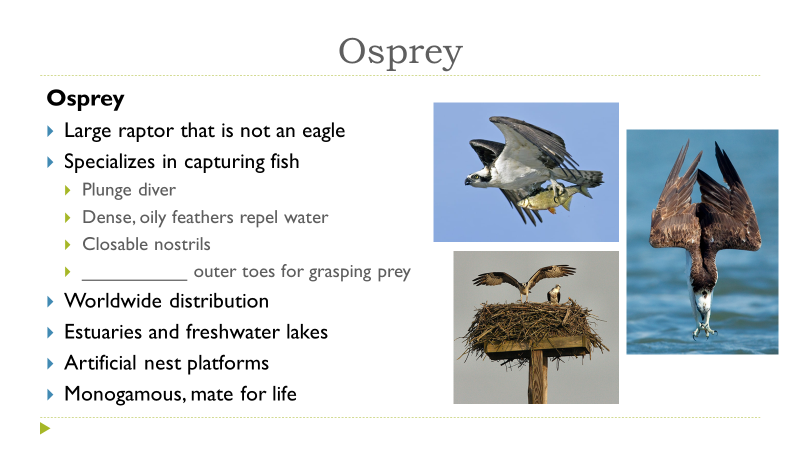 Osprey
Osprey
Large raptor that is not an eagle
Specializes in capturing fish
Plunge diver
Dense, oily feathers repel water
Closable nostrils
___________ outer toes for grasping prey
Worldwide distribution
Estuaries and freshwater lakes
Artificial nest platforms
Monogamous, mate for life